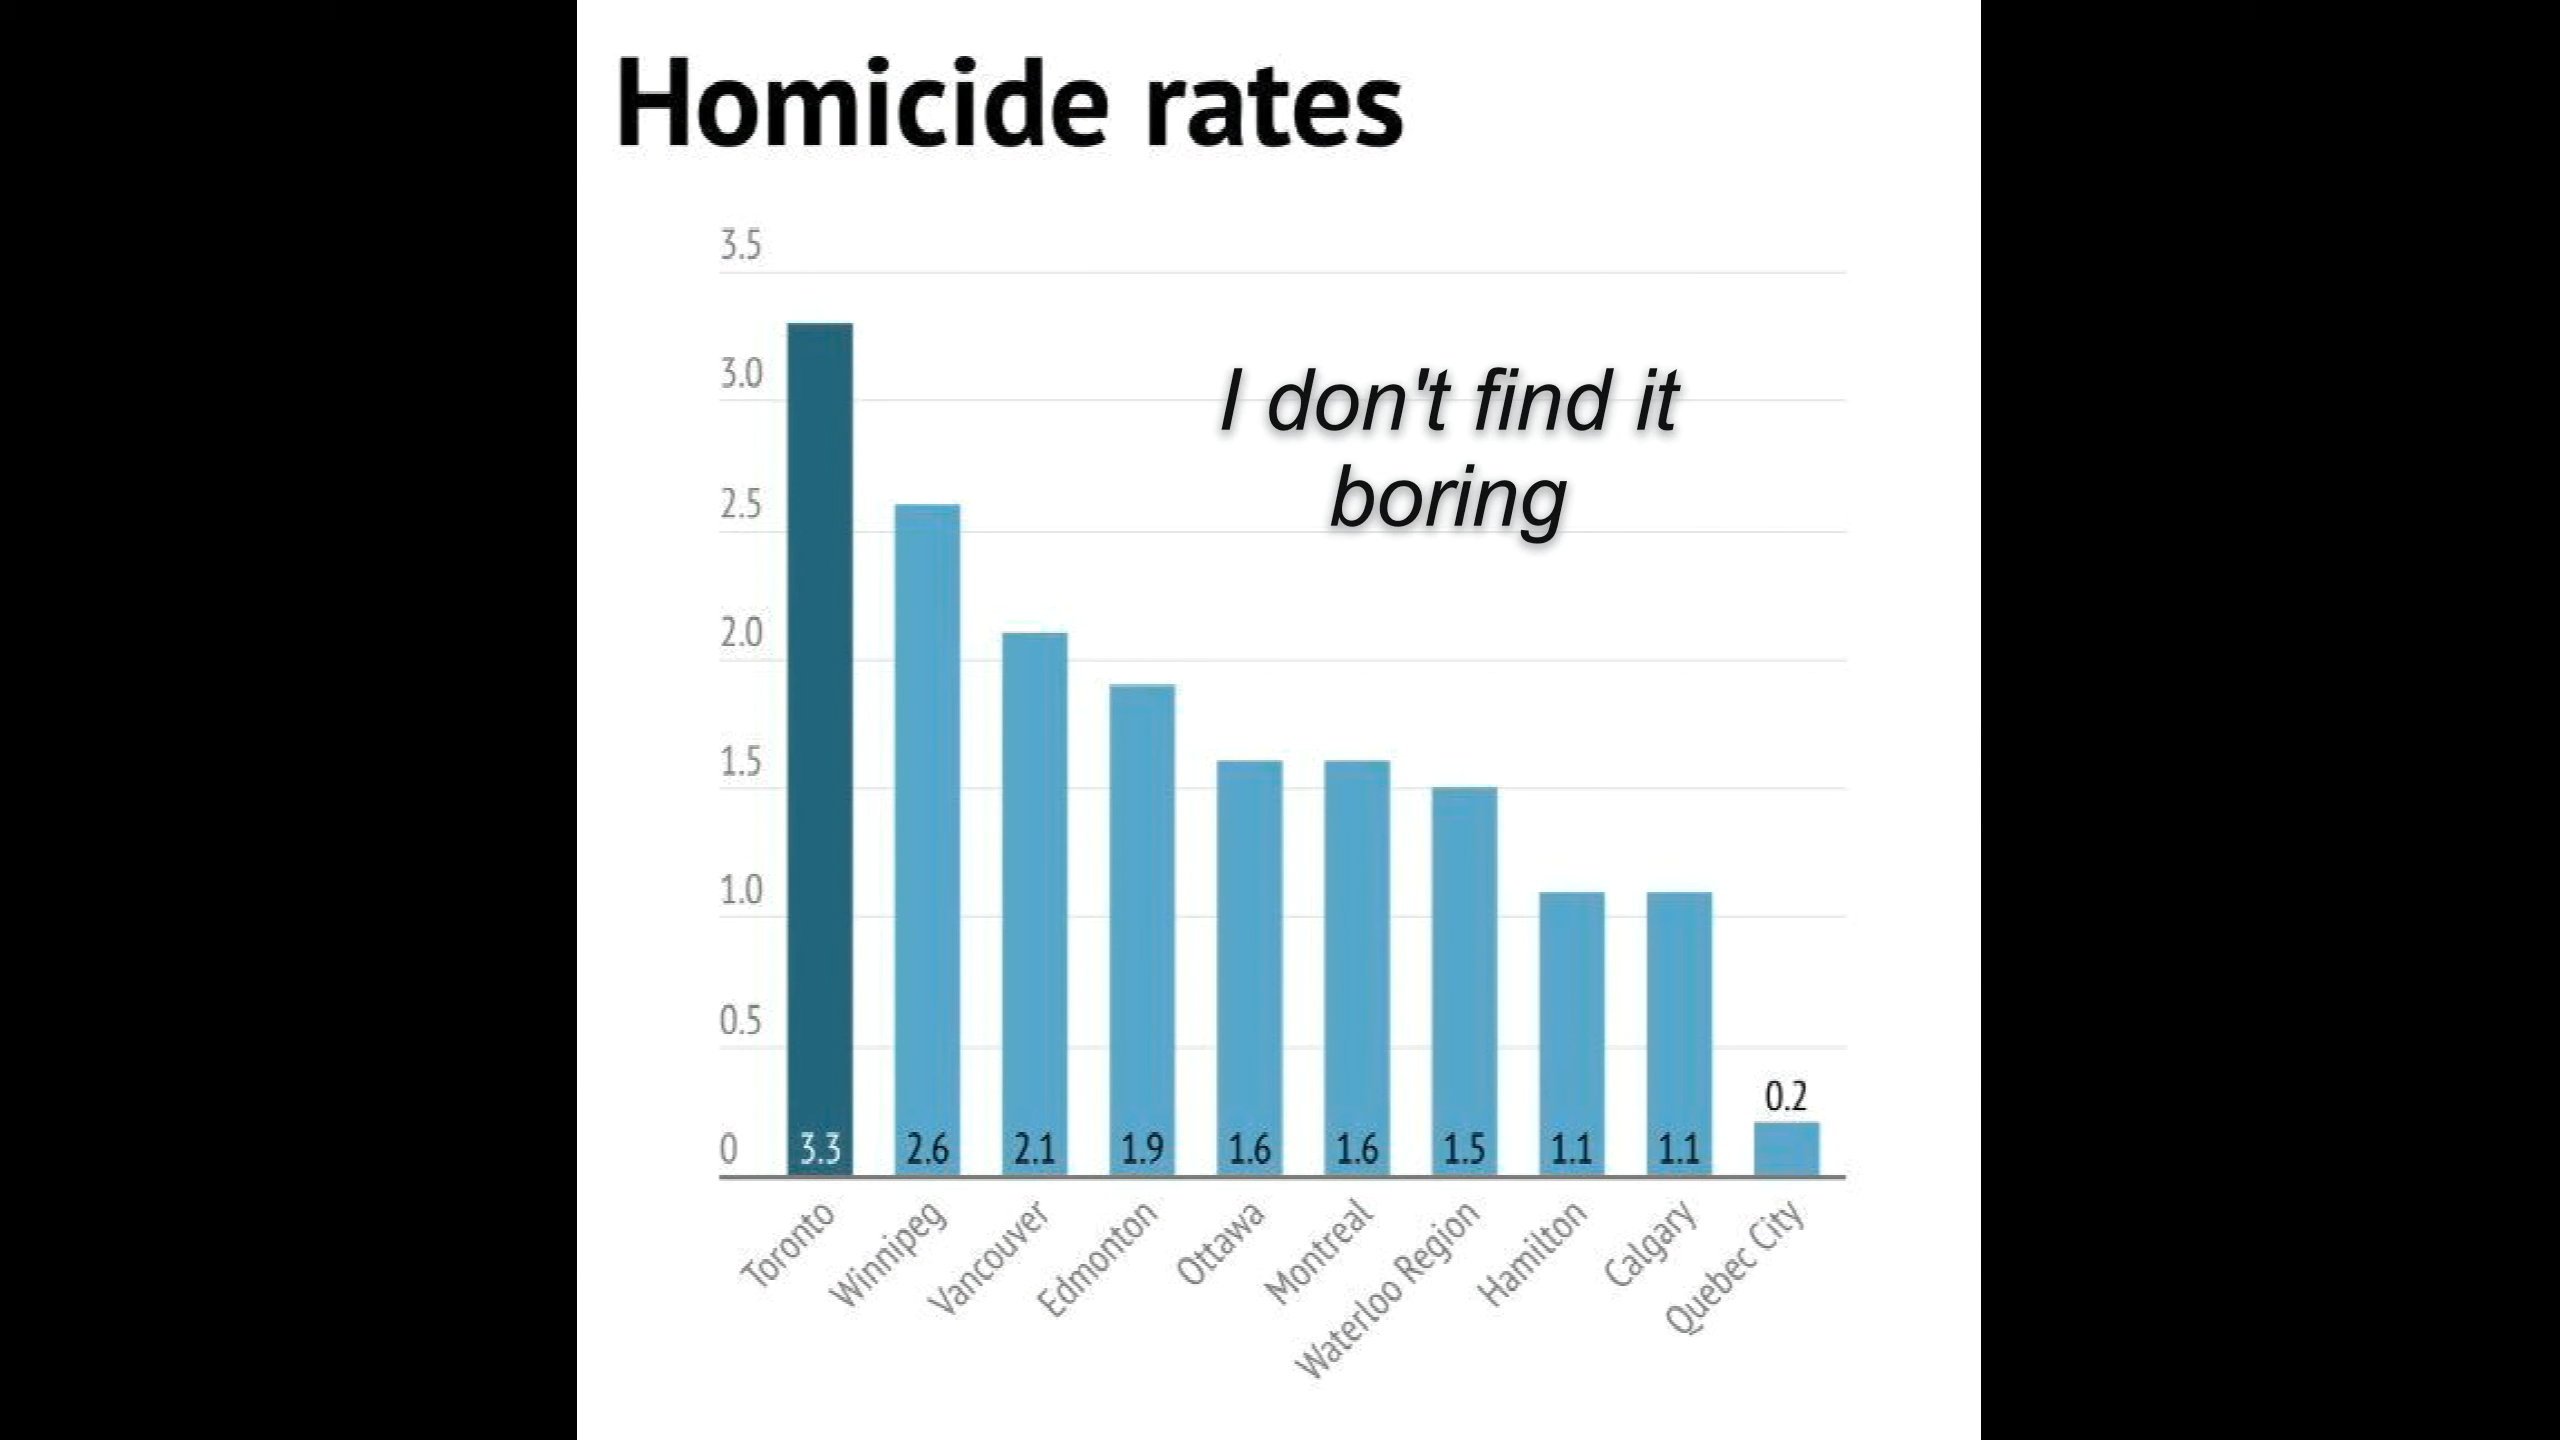 Homicide rates
3.5
3.0
I don't find it
boring
2.5
2.0
1.5
1.0
0.5
0.2
0 3.3 2.6 2.1 1.9 1.6 1.6 1.5 1.1 1.1
Toronto Winnipeg Vancouver Edmonton Ottawa Montreal Waterloo Region Hamilton Calgary Quebec City